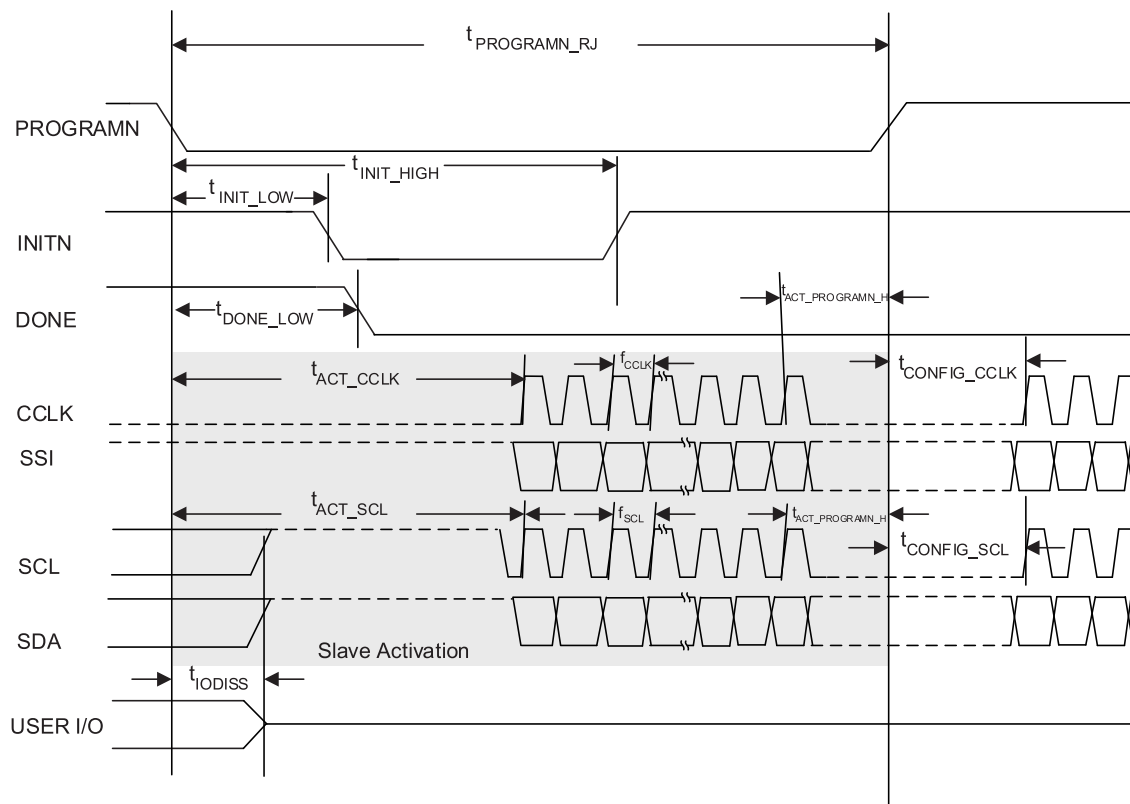 tPROGRAMN_RJ
PROGRAMN
tINIT_HIGH
tINIT_LOW
INITN
tACT_PROGRAMN_H
tDONE_LOW
DONE
tACT_CCLK
fCCLK
tCONFIG_CCLK
CCLK
SSI
tACT_SCL
fSCL
tACT_PROGRAMN_H
tCONFIG_SCL
SCL
SDA
Slave Activation
tIODISS
USER I/O